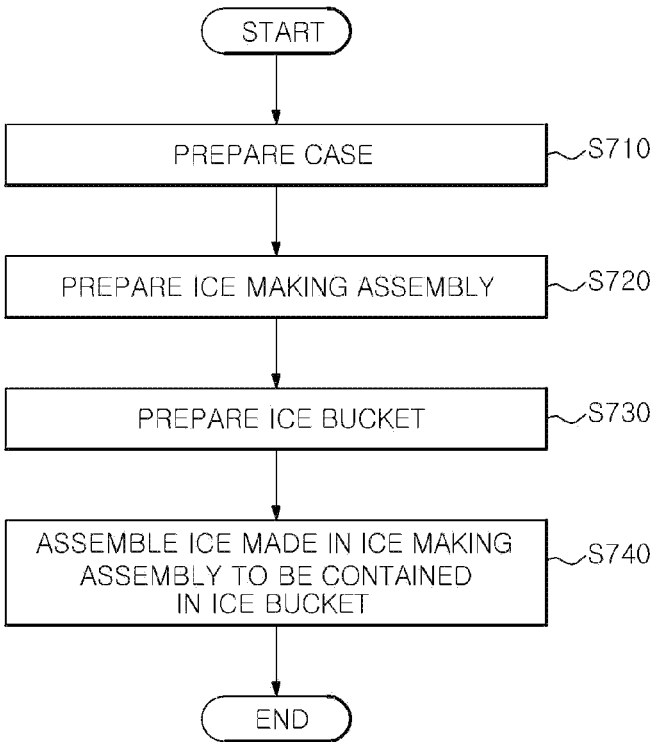 START
PREPARE CASE
S710
PREPARE ICE MAKING ASSEMBLY
S720
PREPARE ICE BUCKET
S730
ASSEMBLE ICE MADE IN ICE MAKING
ASSEMBLY TO BE CONTAINED
IN ICE BUCKET
S740
END